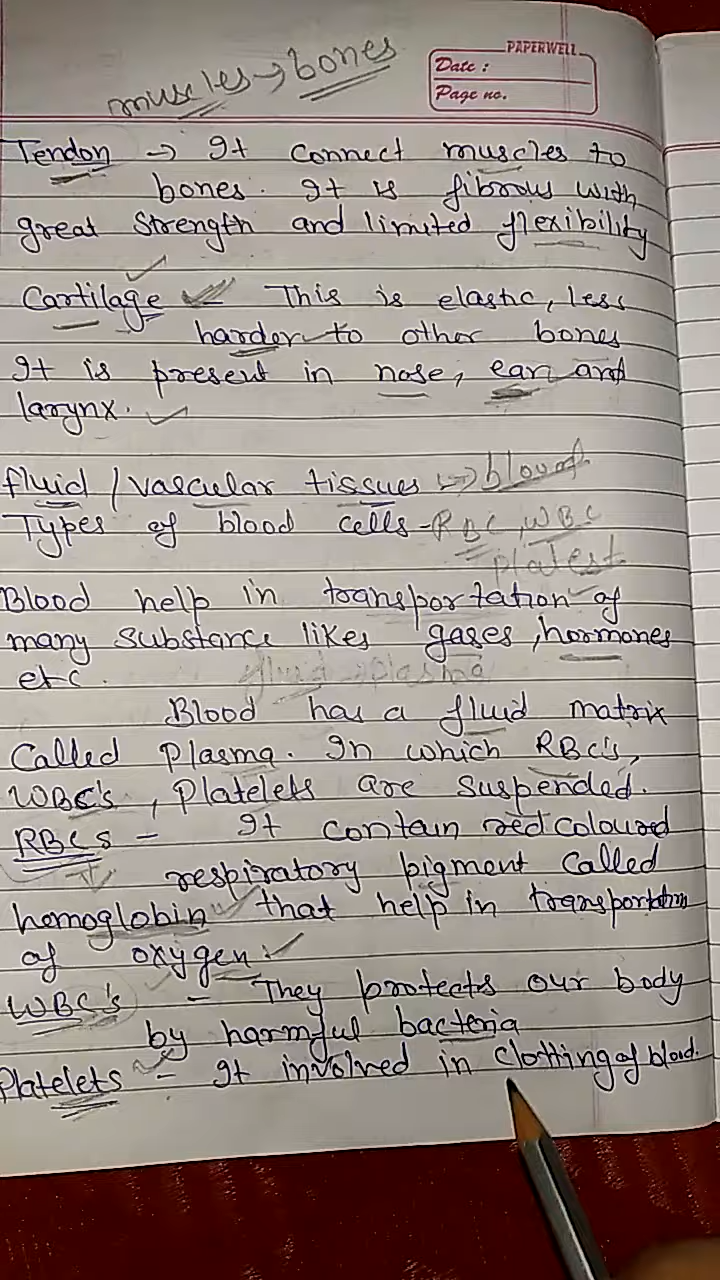 muscles → bones
PAPERWELL
Date :
Page no.
Tendon → It connect muscles to
bones. It is fibrous with
great strength and limited flexibility
Cartilage - This is elastic, less
harder to other bones
It is present in nose, ear and
larynx.
fluid / vascular tissues → blood
Types of blood cells - RBC, WBC
platest
Blood help in transportation of
many substance likes gases, hormones
etc.
fluid → plasma
Blood has a fluid matrix
Called Plasma. In which RBC's,
WBC's, Platelets are suspended.
RBCS - It contain red coloured
respiratory pigment called
hemoglobin that help in transportation
of oxygen.
WBC's - They protects our body
by harmful bacteria
Platelets - It involved in clotting of blood.